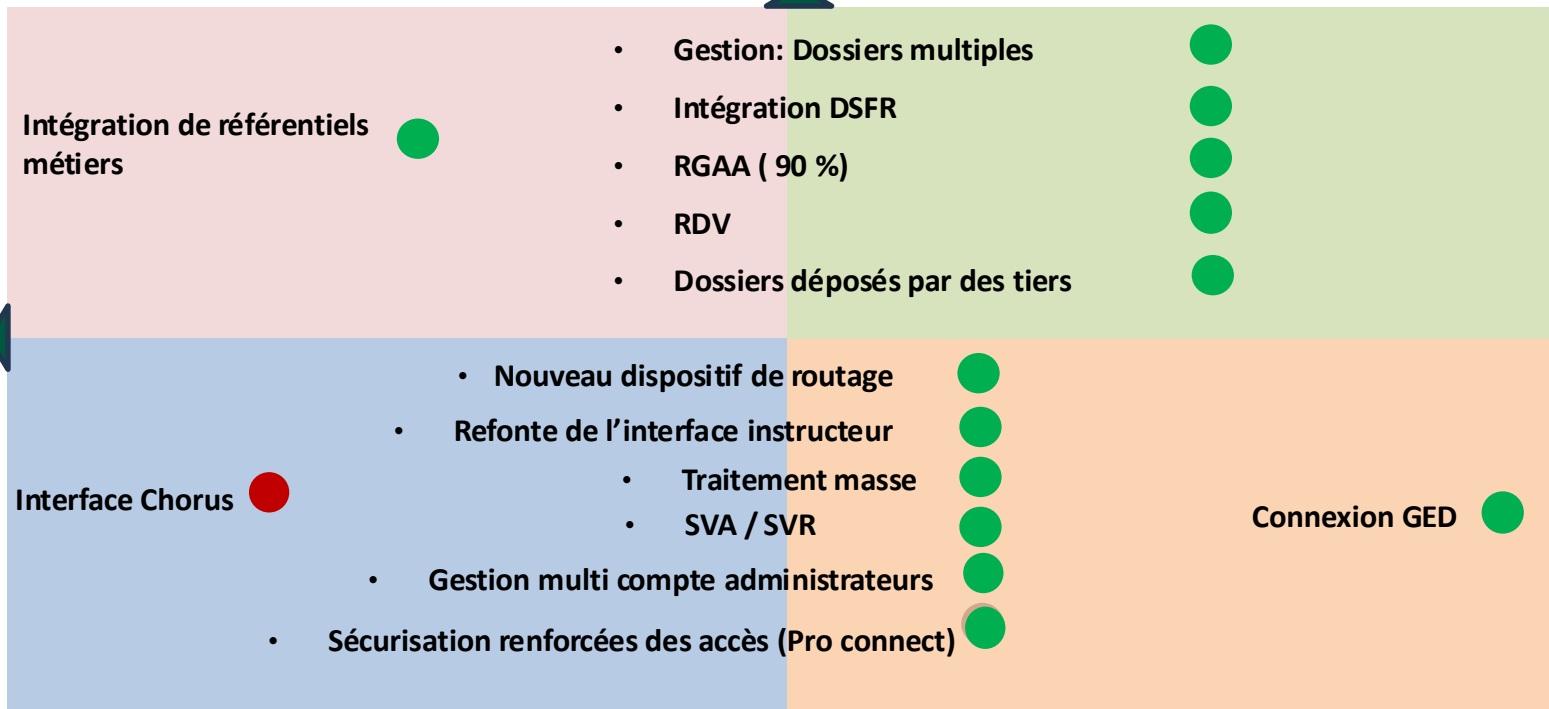 Intégration de référentiels
métiers
• Gestion: Dossiers multiples
• Intégration DSFR
• RGAA ( 90 %)
• RDV
• Dossiers déposés par des tiers
Interface Chorus
• Nouveau dispositif de routage
• Refonte de l’interface instructeur
• Traitement masse
• SVA / SVR
• Gestion multi compte administrateurs
• Sécurisation renforcées des accès (Pro connect)
Connexion GED